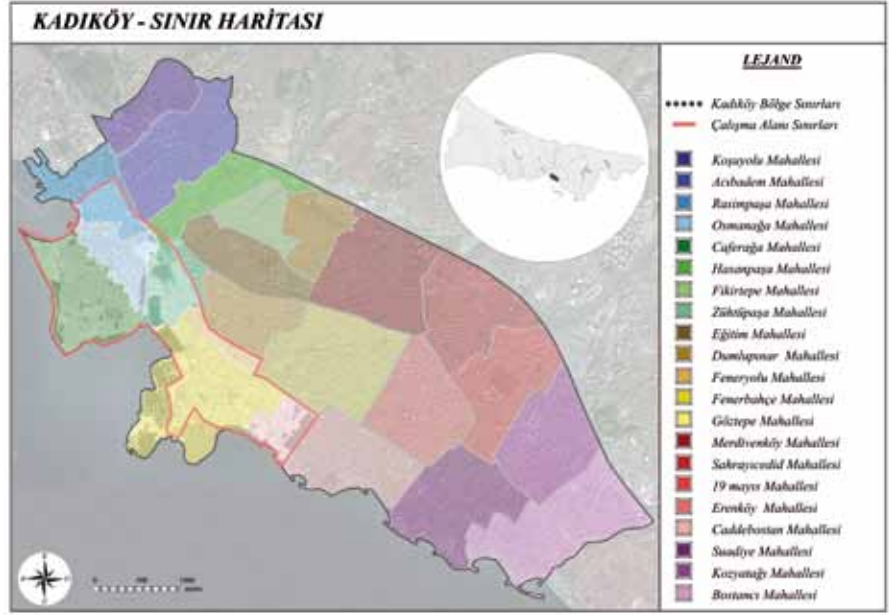 KADIKÖY - SINIR HARİTASI
LEJAND
Kadıköy Bölge Sınırları
Çalışma Alanı Sınırları
Koşuyolu Mahallesi
Acıbadem Mahallesi
Rasimpaşa Mahallesi
Osmanağa Mahallesi
Caferağa Mahallesi
Hasanpaşa Mahallesi
Fikirtepe Mahallesi
Zühtüpaşa Mahallesi
Eğitim Mahallesi
Dumlupınar Mahallesi
Feneryolu Mahallesi
Fenerbahçe Mahallesi
Göztepe Mahallesi
Merdivenköy Mahallesi
Sahrayıcedid Mahallesi
19 mayıs Mahallesi
Erenköy Mahallesi
Caddebostan Mahallesi
Suadiye Mahallesi
Kozyatağı Mahallesi
Bostancı Mahallesi